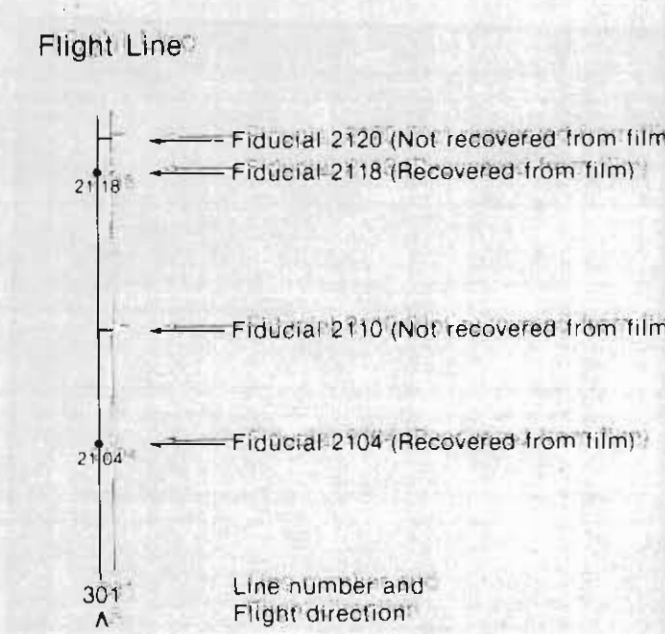 Flight Line
Fiducial 2120 (Not recovered from film
2118
Fiducial 2118 (Recovered from film)
Fiducial 2110 (Not recovered from film
2104
Fiducial 2104 (Recovered from film)
301
Line number and
Flight direction